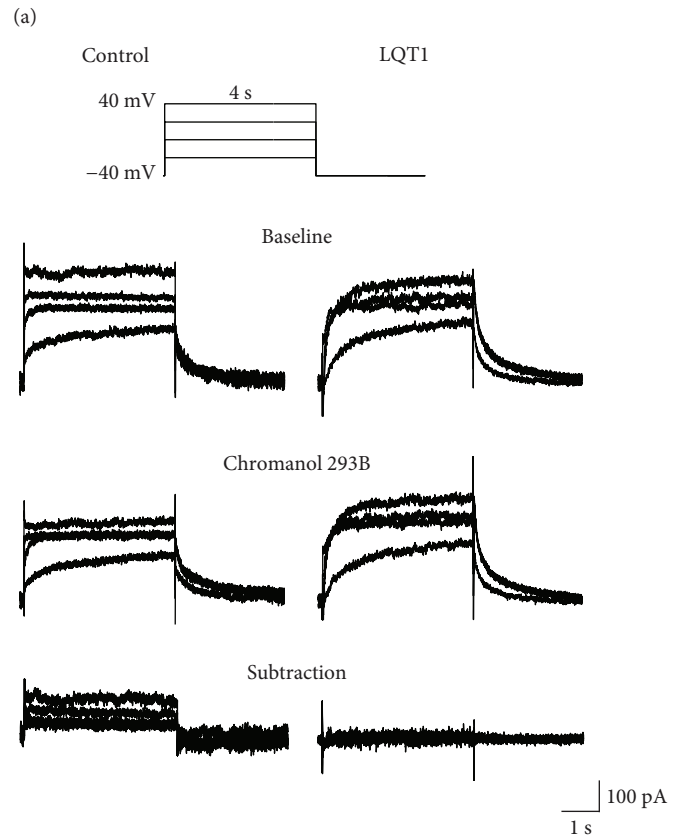 (a)
Control
LQT1
40 mV
4 s
−40 mV
Baseline
Chromanol 293B
Subtraction
100 pA
1 s